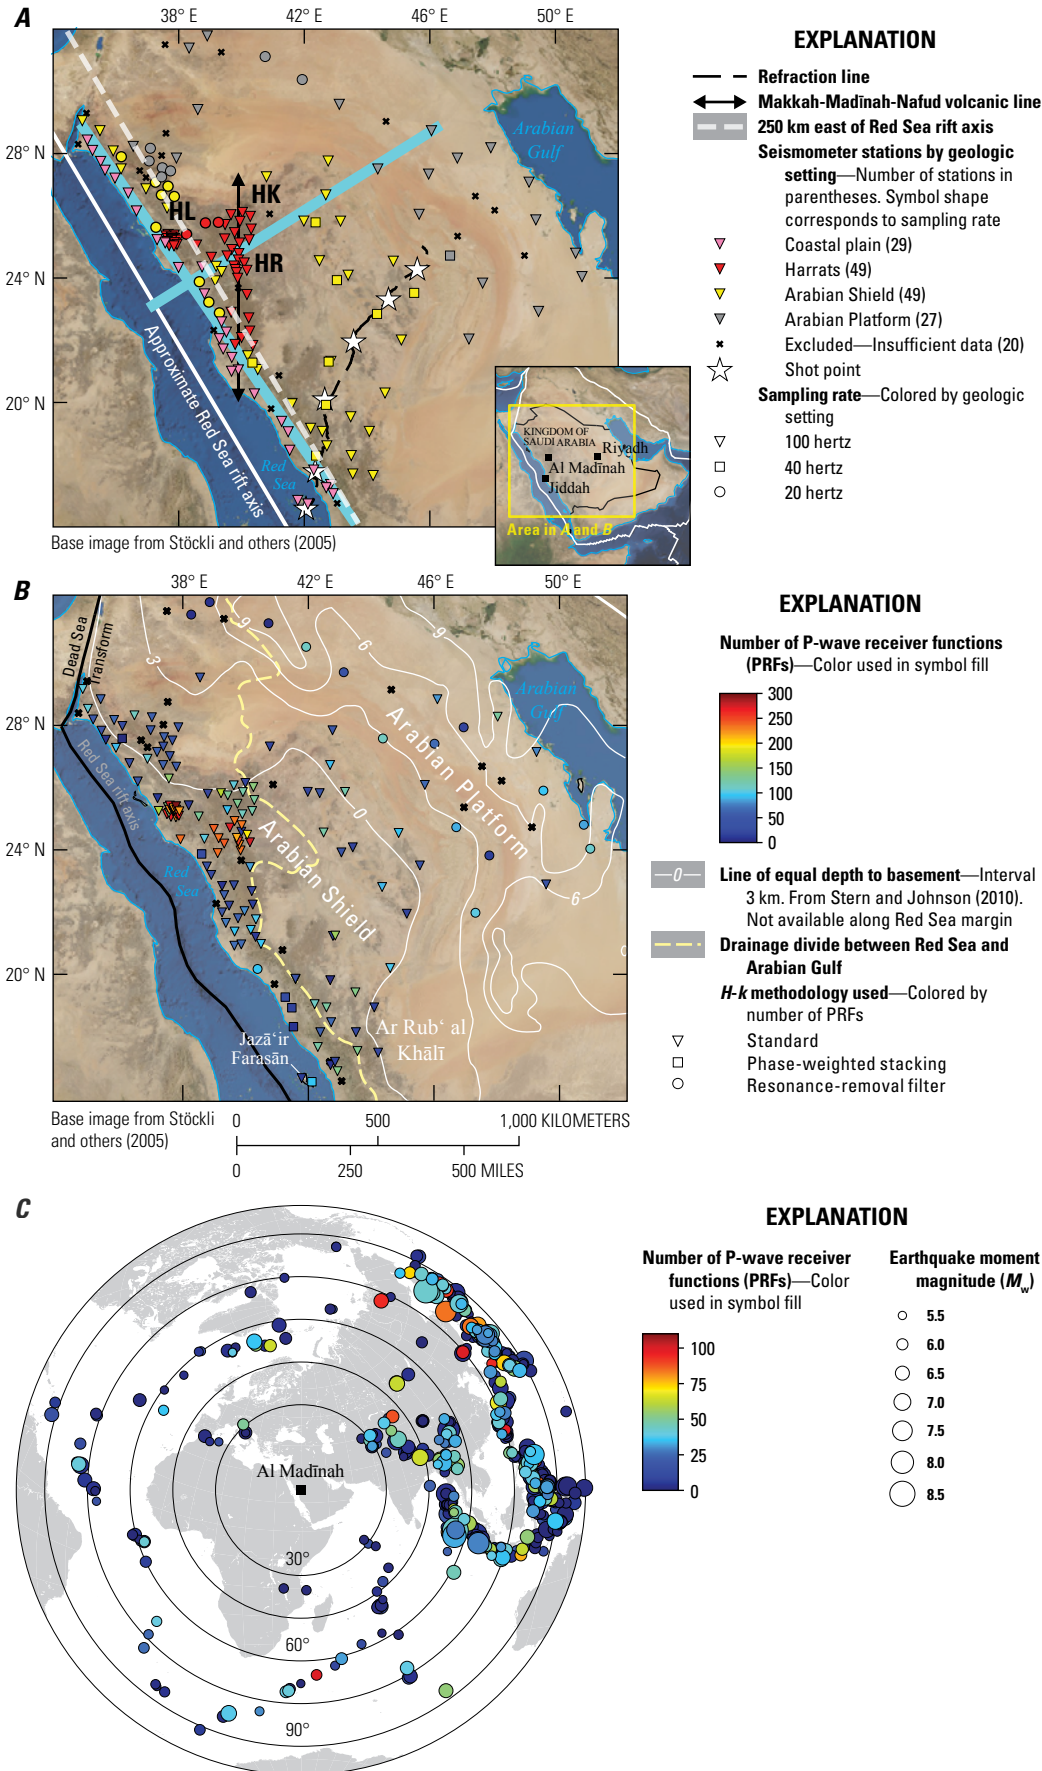 A
38° E
42° E
46° E
50° E
28° N
24° N
20° N
HL
HK
HR
Arabian
Gulf
Approximate Red Sea rift axis
Red
Sea
KINGDOM OF
SAUDI ARABIA
Riyadh
Al Madīnah
Jiddah
Area in A and B
Base image from Stöckli and others (2005)
EXPLANATION
Refraction line
Makkah-Madīnah-Nafud volcanic line
250 km east of Red Sea rift axis
Seismometer stations by geologic
setting—Number of stations in
parentheses. Symbol shape
corresponds to sampling rate
Coastal plain (29)
Harrats (49)
Arabian Shield (49)
Arabian Platform (27)
Excluded—Insufficient data (20)
Shot point
Sampling rate—Colored by geologic
setting
100 hertz
40 hertz
20 hertz
B
38° E
42° E
46° E
50° E
28° N
24° N
20° N
Dead Sea
Transform
Red Sea rift axis
Red
Sea
3
9
6
9
0
6
Arabian
Gulf
Arabian Platform
Arabian Shield
Ar Rub‘ al
Khālī
Jazā’ir
Farasān
Base image from Stöckli
and others (2005)
0
500
1,000 KILOMETERS
0
250
500 MILES
EXPLANATION
Number of P-wave receiver functions
(PRFs)—Color used in symbol fill
300
250
200
150
100
50
0
0
Line of equal depth to basement—Interval
3 km. From Stern and Johnson (2010).
Not available along Red Sea margin
Drainage divide between Red Sea and
Arabian Gulf
H-k methodology used—Colored by
number of PRFs
Standard
Phase-weighted stacking
Resonance-removal filter
C
Al Madīnah
30°
60°
90°
EXPLANATION
Number of P-wave receiver
functions (PRFs)—Color
used in symbol fill
100
75
50
25
0
Earthquake moment
magnitude (Mw)
5.5
6.0
6.5
7.0
7.5
8.0
8.5